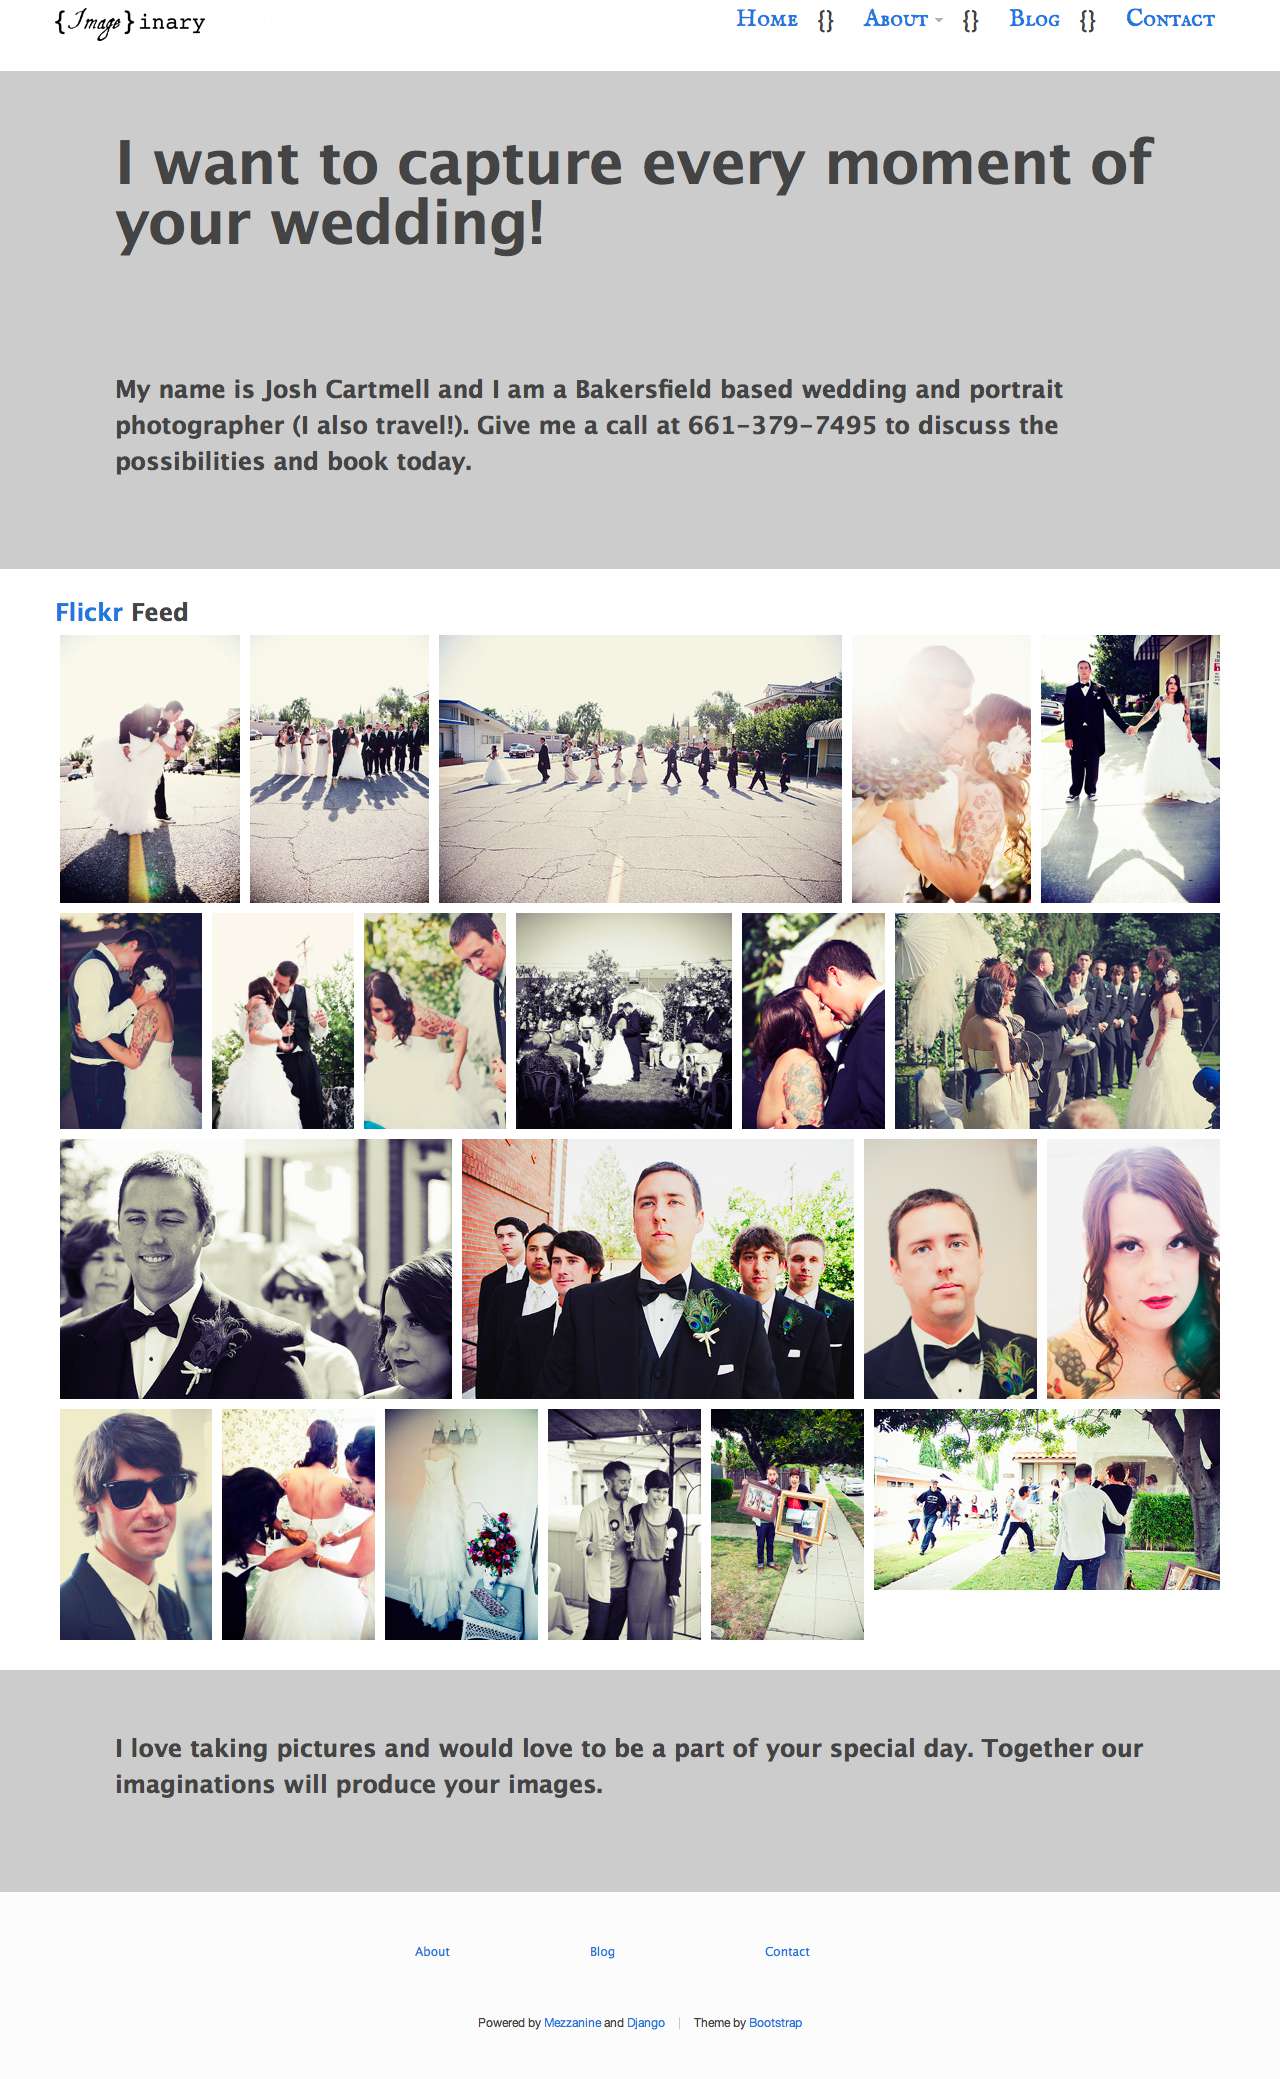 {Image}inary
Home {} About {} Blog {} Contact
I want to capture every moment of
your wedding!
My name is Josh Cartmell and I am a Bakersfield based wedding and portrait
photographer (I also travel!). Give me a call at 661-379-7495 to discuss the
possibilities and book today.
Flickr Feed
I love taking pictures and would love to be a part of your special day. Together our
imaginations will produce your images.
About Blog Contact
Powered by Mezzanine and Django | Theme by Bootstrap